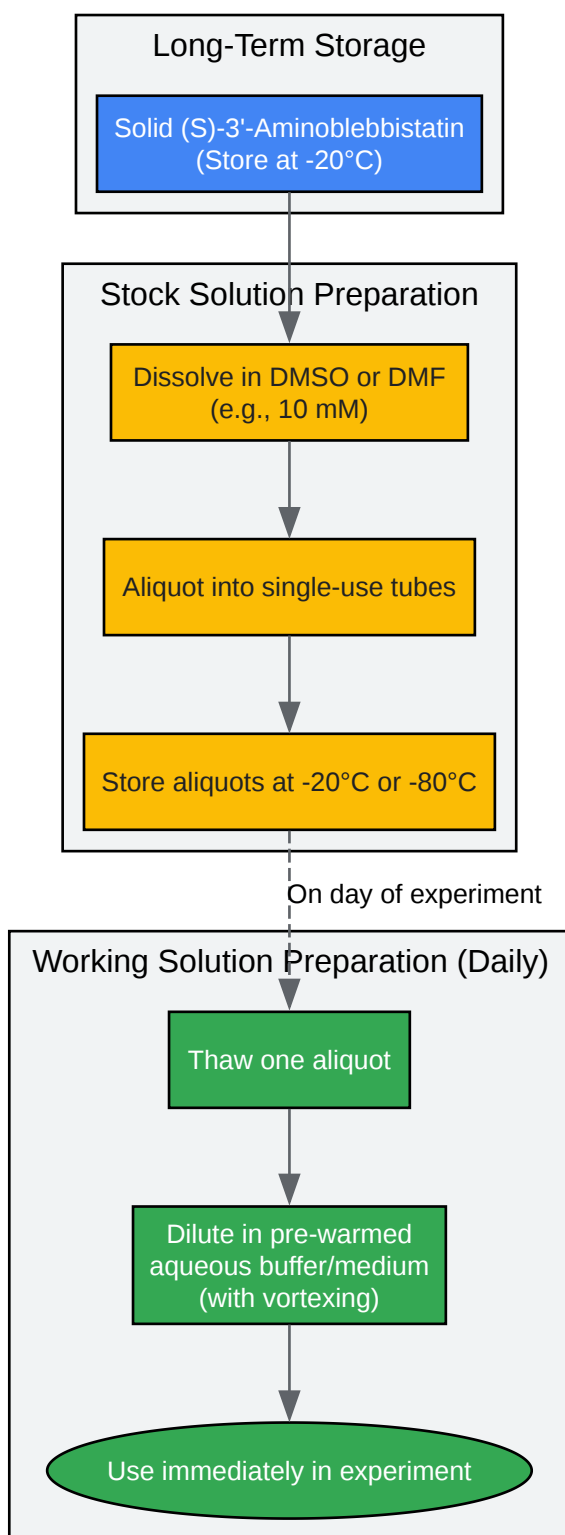 Long-Term Storage
Solid (S)-3'-Aminoblebbistatin
(Store at -20°C)
Stock Solution Preparation
Dissolve in DMSO or DMF
(e.g., 10 mM)
Aliquot into single-use tubes
Store aliquots at -20°C or -80°C
On day of experiment
Working Solution Preparation (Daily)
Thaw one aliquot
Dilute in pre-warmed
aqueous buffer/medium
(with vortexing)
Use immediately in experiment